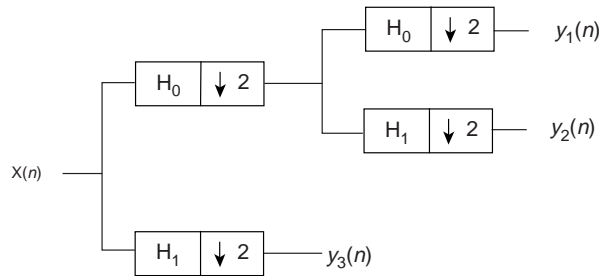 H₀ ↓ 2 y₁(n)
H₀ ↓ 2
H₁ ↓ 2 y₂(n)
X(n)
H₁ ↓ 2 y₃(n)